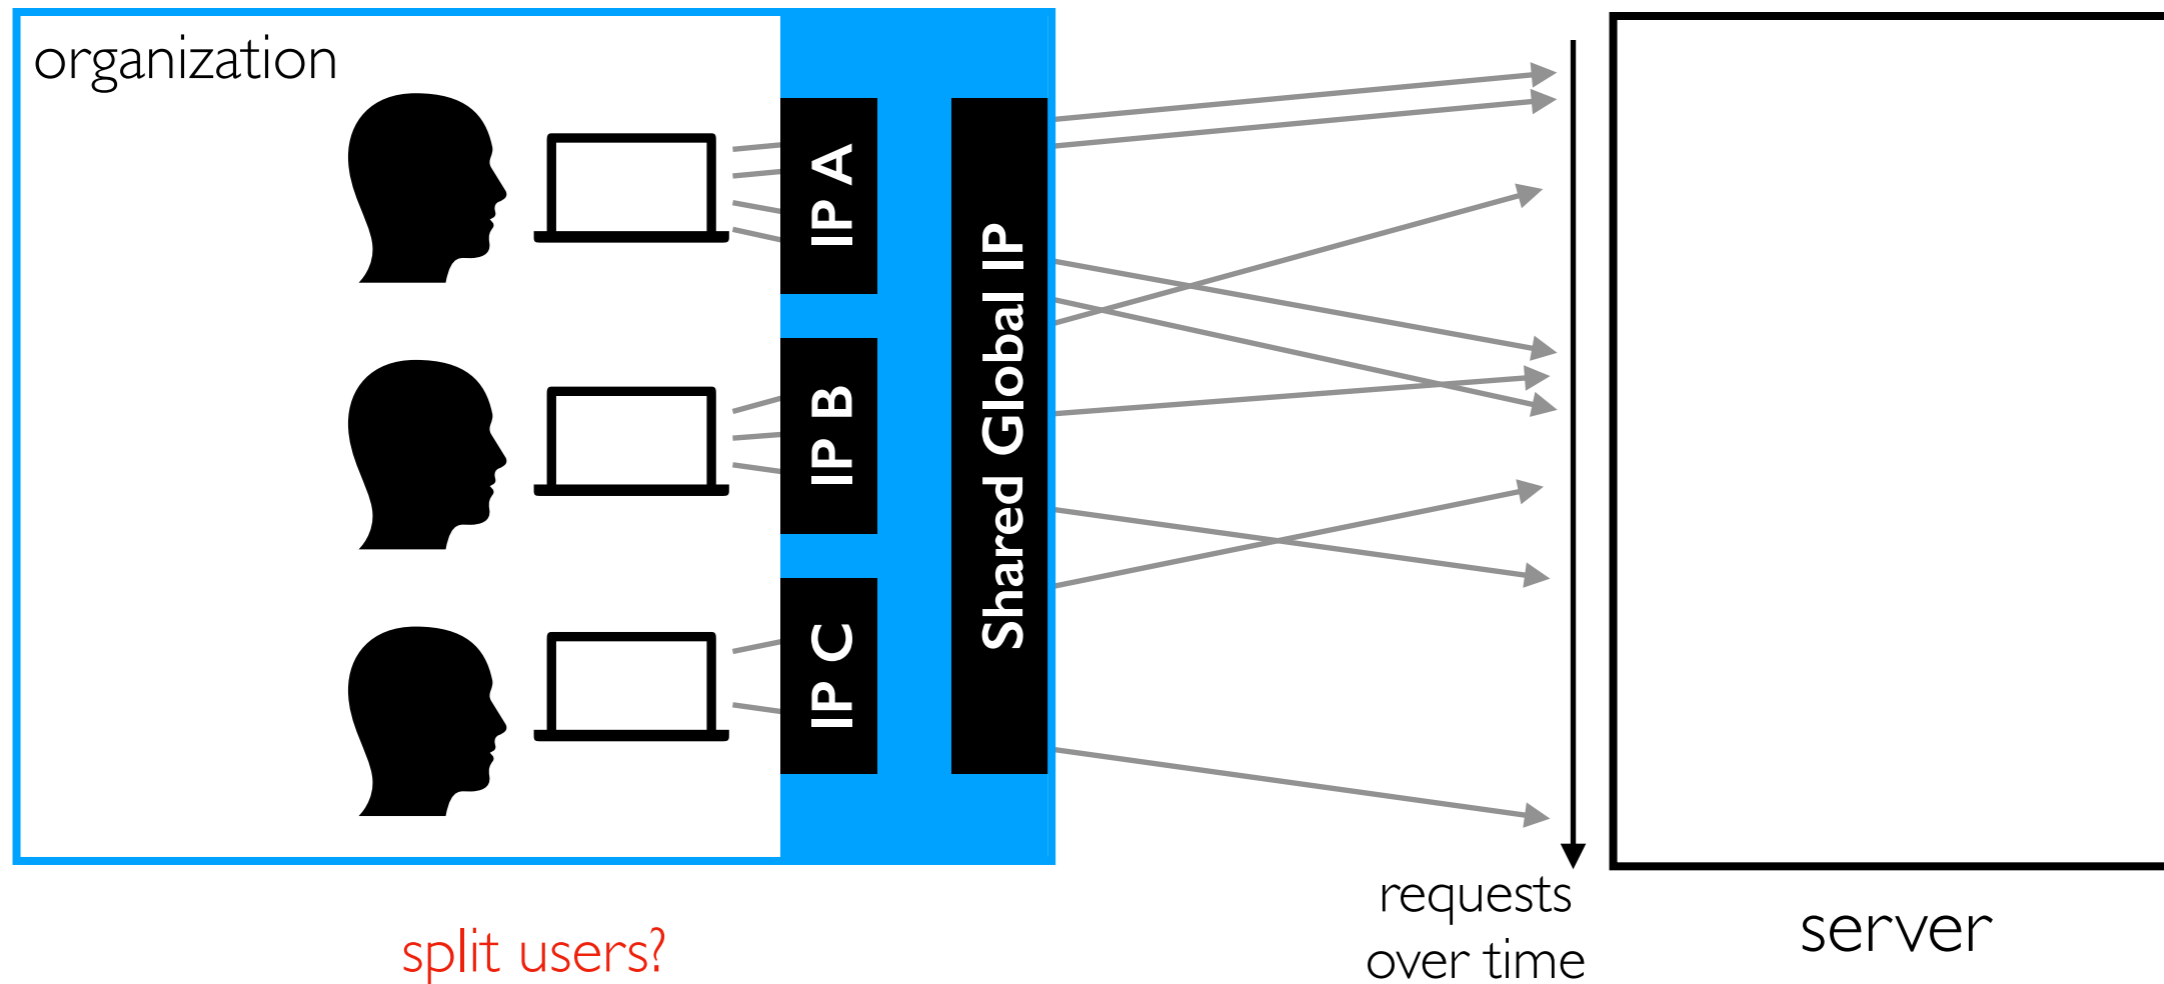 organization
IP A
IP B
IP C
Shared Global IP
requests
over time
server
split users?